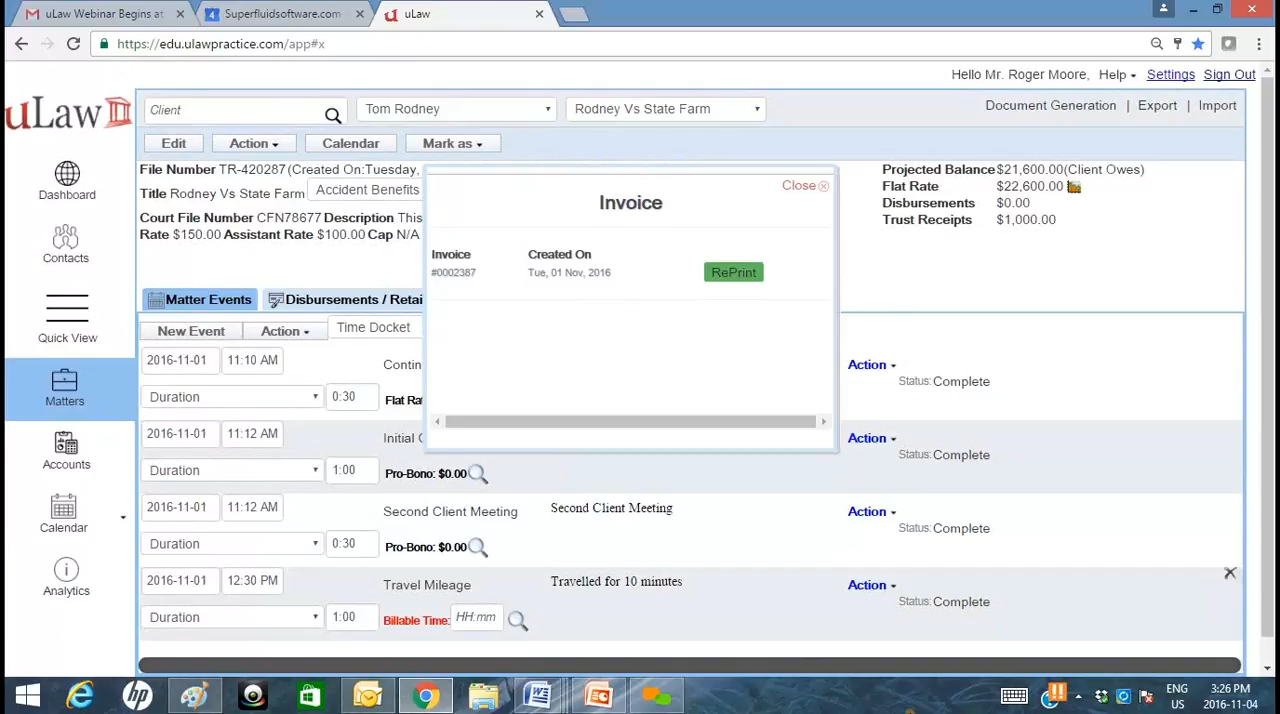 uLaw Webinar Begins at
Superfluidsoftware.com
uLaw
https://edu.ulawpractice.com/app#x
Hello Mr. Roger Moore, Help Settings Sign Out
uLaw
Client Tom Rodney Rodney Vs State Farm Document Generation | Export | Import
Edit Action Calendar Mark as
File Number TR-420287(Created On:Tuesday,
Title Rodney Vs State Farm Accident Benefits
Court File Number CFN78677 Description This
Rate $150.00 Assistant Rate $100.00 Cap N/A
Projected Balance$21,600.00(Client Owes)
Flat Rate $22,600.00
Disbursements $0.00
Trust Receipts $1,000.00
Close
Invoice
Invoice Created On
#0002387 Tue, 01 Nov, 2016 RePrint
Dashboard
Contacts
Quick View
Matters
Accounts
Calendar
Analytics
Matter Events Disbursements / Retai
New Event Action Time Docket
2016-11-01 11:10 AM Contin Action
Status: Complete
Duration 0:30 Flat Ra
2016-11-01 11:12 AM Initial C Action
Status: Complete
Duration 1:00 Pro-Bono: $0.00
2016-11-01 11:12 AM Second Client Meeting Second Client Meeting Action
Status: Complete
Duration 0:30 Pro-Bono: $0.00
2016-11-01 12:30 PM Travel Mileage Travelled for 10 minutes Action
Status: Complete
Duration 1:00 Billable Time: HH:mm
ENG 3:26 PM
US 2016-11-04